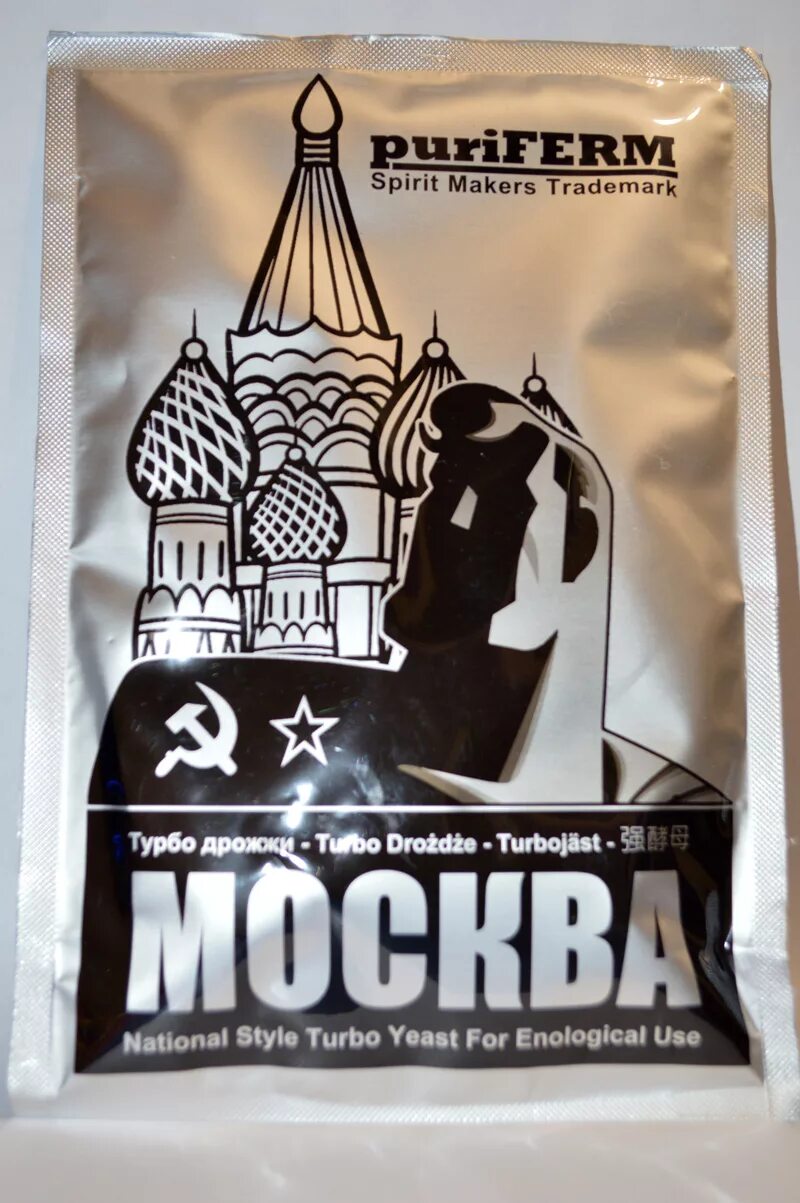 puriFERM
Spirit Makers Trademark
Турбо дрожжи - Turbo Drożdże - Turbojäst - 强酵母
МОСКВА
National Style Turbo Yeast For Enological Use